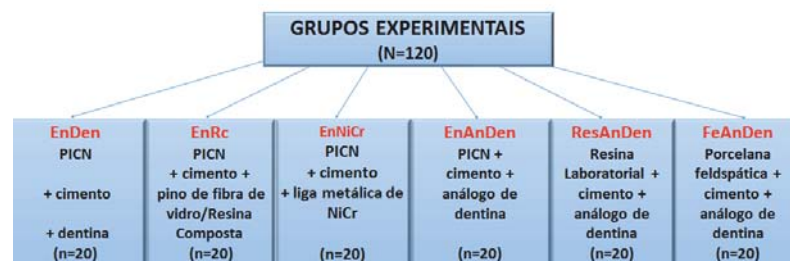 GRUPOS EXPERIMENTAIS
(N=120)
EnDen
PICN
+ cimento
+ dentina
(n=20)
EnRc
PICN
+ cimento +
pino de fibra de
vidro/Resina
Composta
(n=20)
EnNiCr
PICN
+ cimento
+ liga metálica de
NiCr
(n=20)
EnAnDen
PICN +
cimento +
análogo de
dentina
(n=20)
ResAnDen
Resina
Laboratorial +
cimento +
análogo de
dentina
(n=20)
FeAnDen
Porcelana
feldspática +
cimento +
análogo de
dentina
(n=20)